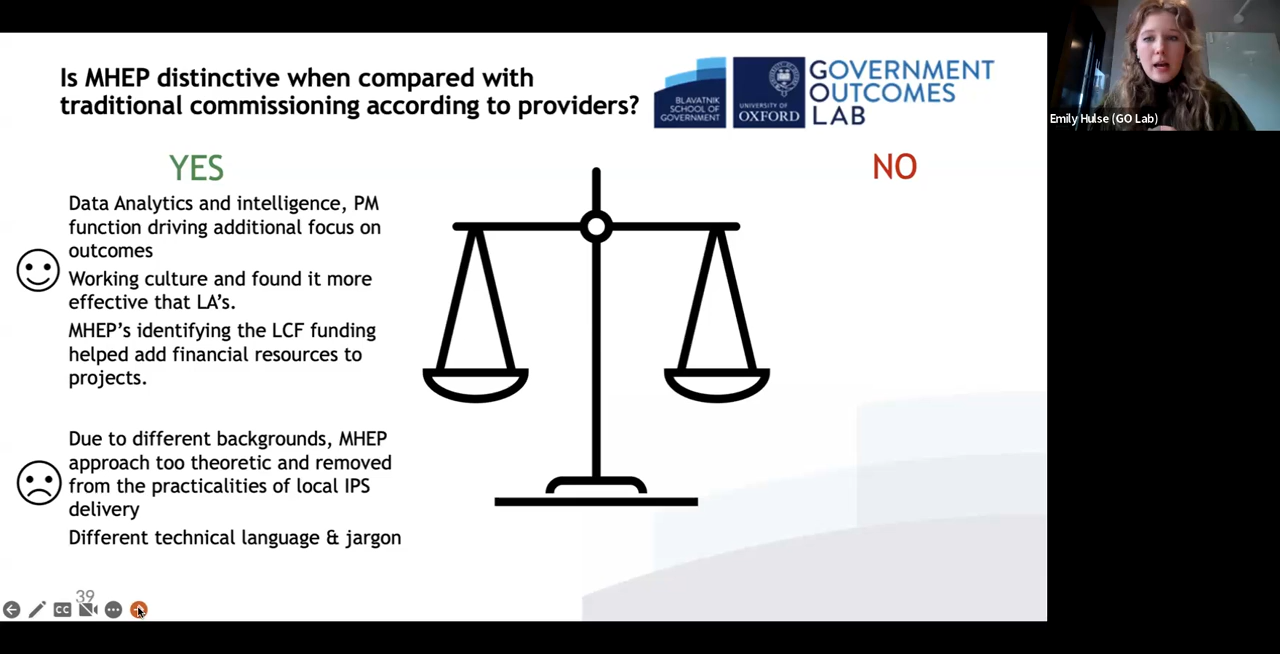 Is MHEP distinctive when compared with
traditional commissioning according to providers?
BLAVATNIK
SCHOOL OF
GOVERNMENT
UNIVERSITY OF
OXFORD
GOVERNMENT
OUTCOMES
LAB
Emily Hulse (GO Lab)
YES
NO
Data Analytics and intelligence, PM
function driving additional focus on
outcomes
Working culture and found it more
effective that LA's.
MHEP's identifying the LCF funding
helped add financial resources to
projects.
Due to different backgrounds, MHEP
approach too theoretic and removed
from the practicalities of local IPS
delivery
Different technical language & jargon
39
CC